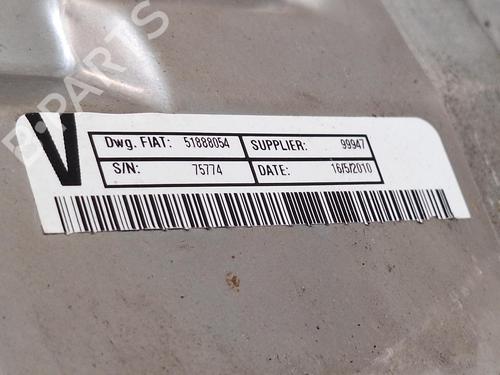 B-PARTS
V
Dwg. FIAT: 51888054 SUPPLIER: 99947
S/N: 75774 DATE: 16/5/2010